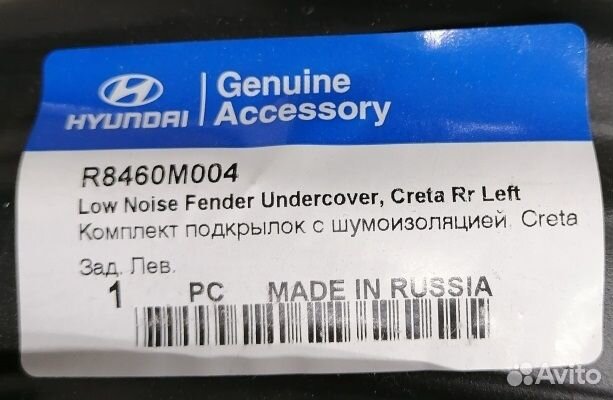 HYUNDAI
Genuine
Accessory
R8460M004
Low Noise Fender Undercover, Creta Rr Left
Комплект подкрылок с шумоизоляцией Creta
Зад. Лев.
1 PC MADE IN RUSSIA
Avito